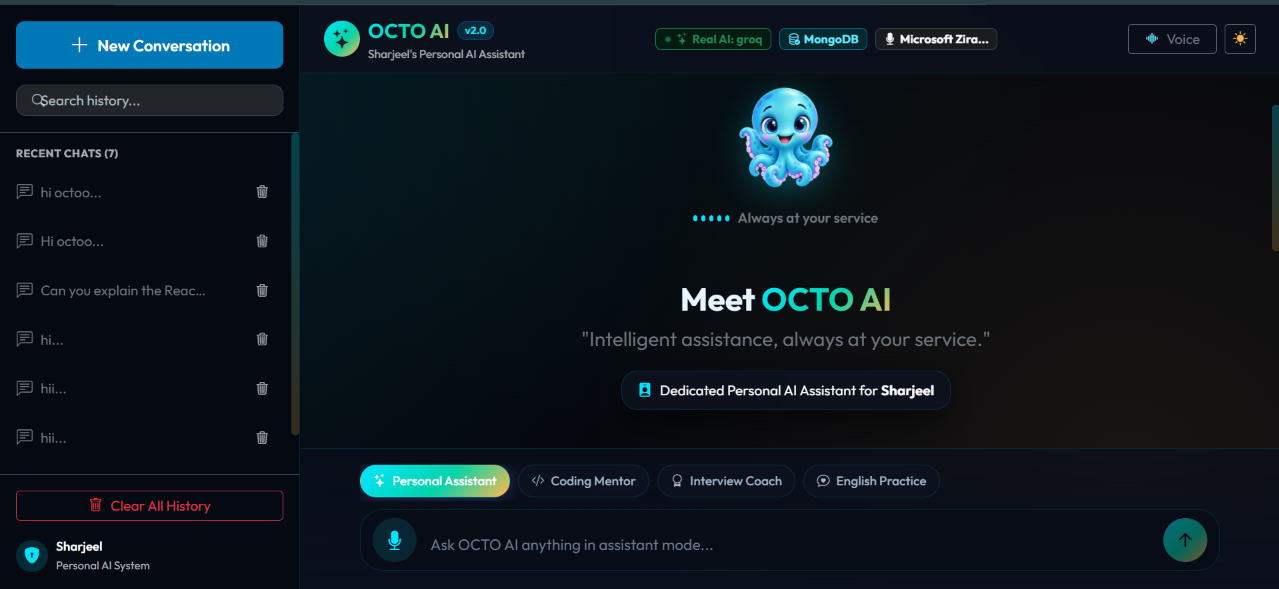 New Conversation
Search history...
RECENT CHATS (7)
hi octoo...
Hi octoo...
Can you explain the Reac...
hi...
hii...
hii...
Clear All History
Sharjeel
Personal AI System
OCTO AI v2.0
Sharjeel's Personal AI Assistant
Real AI: groq
MongoDB
Microsoft Zira...
Voice
Always at your service
Meet OCTO AI
"Intelligent assistance, always at your service."
Dedicated Personal AI Assistant for Sharjeel
Personal Assistant
Coding Mentor
Interview Coach
English Practice
Ask OCTO AI anything in assistant mode...